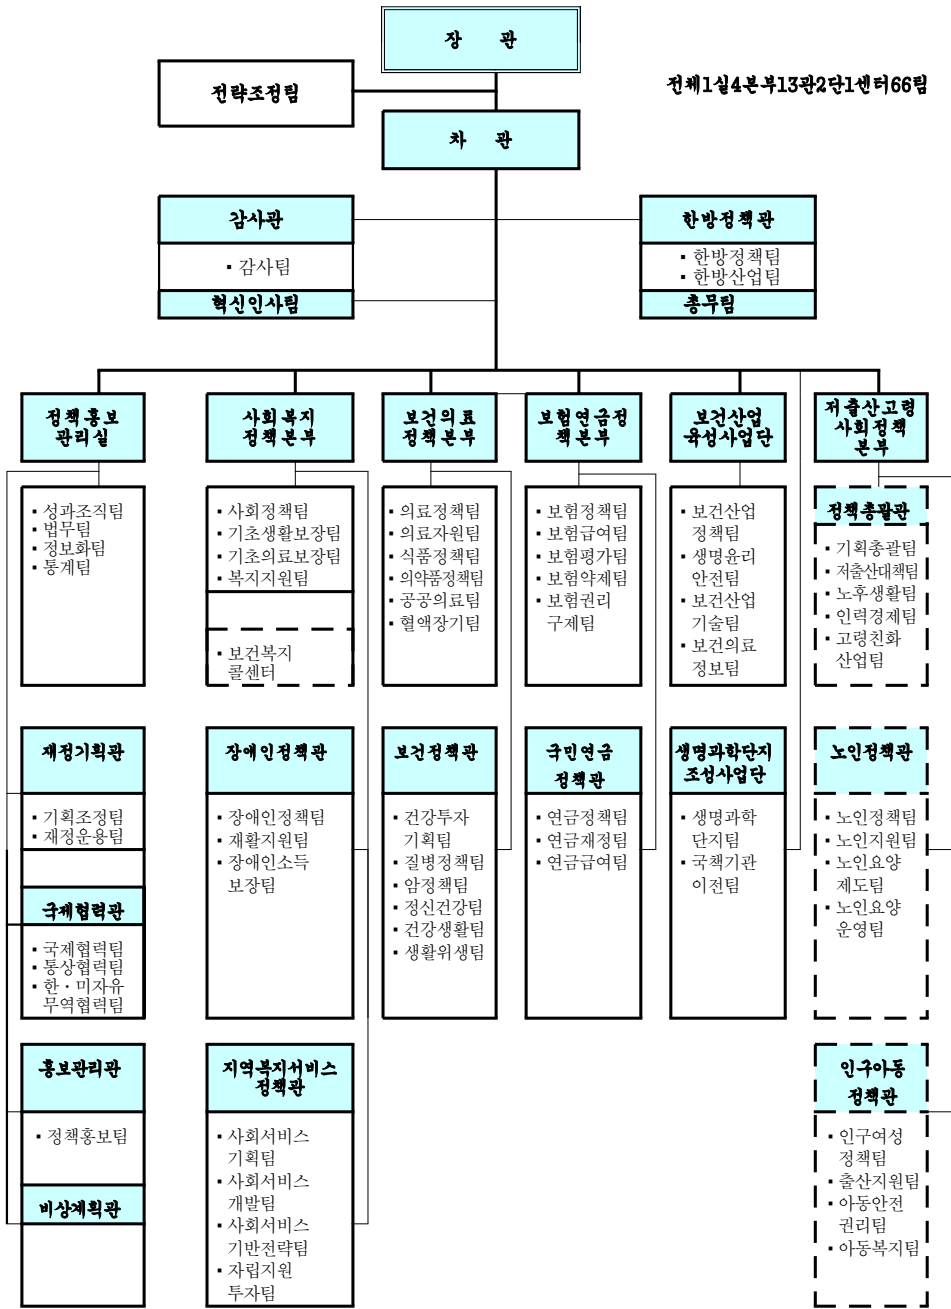 장 관
전략조정팀
전체1실4본부13관2단1센터66팀
차 관
감사관
▪ 감사팀
혁신인사팀
한방정책관
▪ 한방정책팀
▪ 한방산업팀
총무팀
정책홍보
관리실
▪ 성과조직팀
▪ 법무팀
▪ 정보화팀
▪ 통계팀
재정기획관
▪ 기획조정팀
▪ 재정운용팀
국제협력관
▪ 국제협력팀
▪ 통상협력팀
▪ 한·미자유
무역협력팀
홍보관리관
▪ 정책홍보팀
비상계획관
사회복지
정책본부
▪ 사회정책팀
▪ 기초생활보장팀
▪ 기초의료보장팀
▪ 복지지원팀
▪ 보건복지
콜센터
장애인정책관
▪ 장애인정책팀
▪ 재활지원팀
▪ 장애인소득
보장팀
지역복지서비스
정책관
▪ 사회서비스
기획팀
▪ 사회서비스
개발팀
▪ 사회서비스
기반전략팀
▪ 자립지원
투자팀
보건의료
정책본부
▪ 의료정책팀
▪ 의료자원팀
▪ 식품정책팀
▪ 의약품정책팀
▪ 공공의료팀
▪ 혈액장기팀
보건정책관
▪ 건강투자
기획팀
▪ 질병정책팀
▪ 암정책팀
▪ 정신건강팀
▪ 건강생활팀
▪ 생활위생팀
보험연금정
책본부
▪ 보험정책팀
▪ 보험급여팀
▪ 보험평가팀
▪ 보험약제팀
▪ 보험권리
구제팀
국민연금
정책관
▪ 연금정책팀
▪ 연금재정팀
▪ 연금급여팀
보건산업
육성사업단
▪ 보건산업
정책팀
▪ 생명윤리
안전팀
▪ 보건산업
기술팀
▪ 보건의료
정보팀
생명과학단지
조성사업단
▪ 생명과학
단지팀
▪ 국책기관
이전팀
저출산고령
사회정책
본부
정책총괄관
▪ 기획총괄팀
▪ 저출산대책팀
▪ 노후생활팀
▪ 인력경제팀
▪ 고령친화
산업팀
노인정책관
▪ 노인정책팀
▪ 노인지원팀
▪ 노인요양
제도팀
▪ 노인요양
운영팀
인구아동
정책관
▪ 인구여성
정책팀
▪ 출산지원팀
▪ 아동안전
권리팀
▪ 아동복지팀